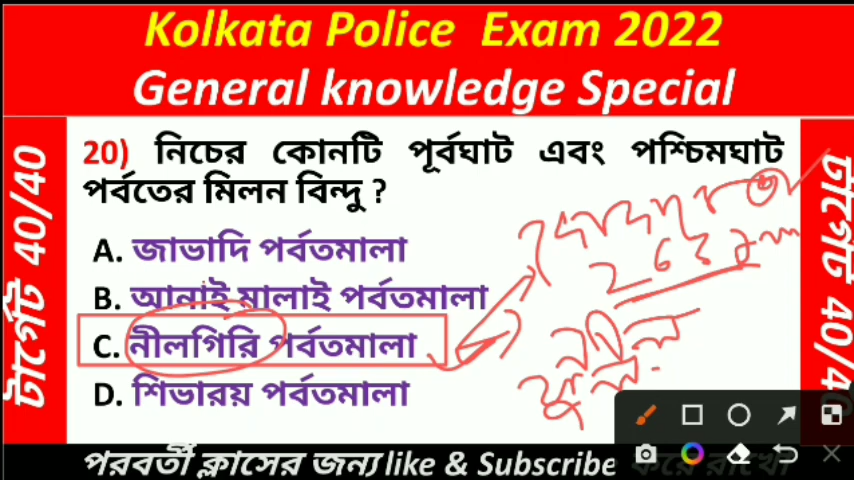 Kolkata Police Exam 2022
General knowledge Special
টার্গেট 40/40
20) নিচের কোনটি পূর্বঘাট এবং পশ্চিমঘাট
পর্বতের মিলন বিন্দু ?
A. জাভাদি পর্বতমালা
B. আনাই মালাই পর্বতমালা
C. নীলগিরি পর্বতমালা
D. শিভারয় পর্বতমালা
নীল
ফুল
টার্গেট 40/40
পরবর্তী ক্লাসের জন্য like & Subscribe করে রাখো